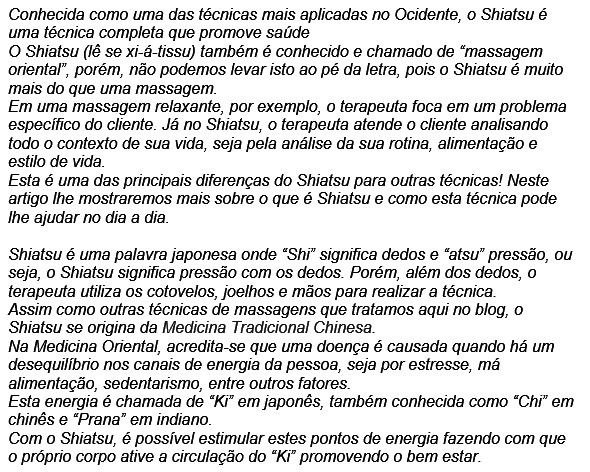 Conhecida como uma das técnicas mais aplicadas no Ocidente, o Shiatsu é
uma técnica completa que promove saúde
O Shiatsu (lê se xi-á-tissu) também é conhecido e chamado de “massagem
oriental”, porém, não podemos levar isto ao pé da letra, pois o Shiatsu é muito
mais do que uma massagem.
Em uma massagem relaxante, por exemplo, o terapeuta foca em um problema
específico do cliente. Já no Shiatsu, o terapeuta atende o cliente analisando
todo o contexto de sua vida, seja pela análise da sua rotina, alimentação e
estilo de vida.
Esta é uma das principais diferenças do Shiatsu para outras técnicas! Neste
artigo lhe mostraremos mais sobre o que é Shiatsu e como esta técnica pode
lhe ajudar no dia a dia.

Shiatsu é uma palavra japonesa onde “Shi” significa dedos e “atsu” pressão, ou
seja, o Shiatsu significa pressão com os dedos. Porém, além dos dedos, o
terapeuta utiliza os cotovelos, joelhos e mãos para realizar a técnica.
Assim como outras técnicas de massagens que tratamos aqui no blog, o
Shiatsu se origina da Medicina Tradicional Chinesa.
Na Medicina Oriental, acredita-se que uma doença é causada quando há um
desequilíbrio nos canais de energia da pessoa, seja por estresse, má
alimentação, sedentarismo, entre outros fatores.
Esta energia é chamada de “Ki” em japonês, também conhecida como “Chi” em
chinês e “Prana” em indiano.
Com o Shiatsu, é possível estimular estes pontos de energia fazendo com que
o próprio corpo ative a circulação do “Ki” promovendo o bem estar.